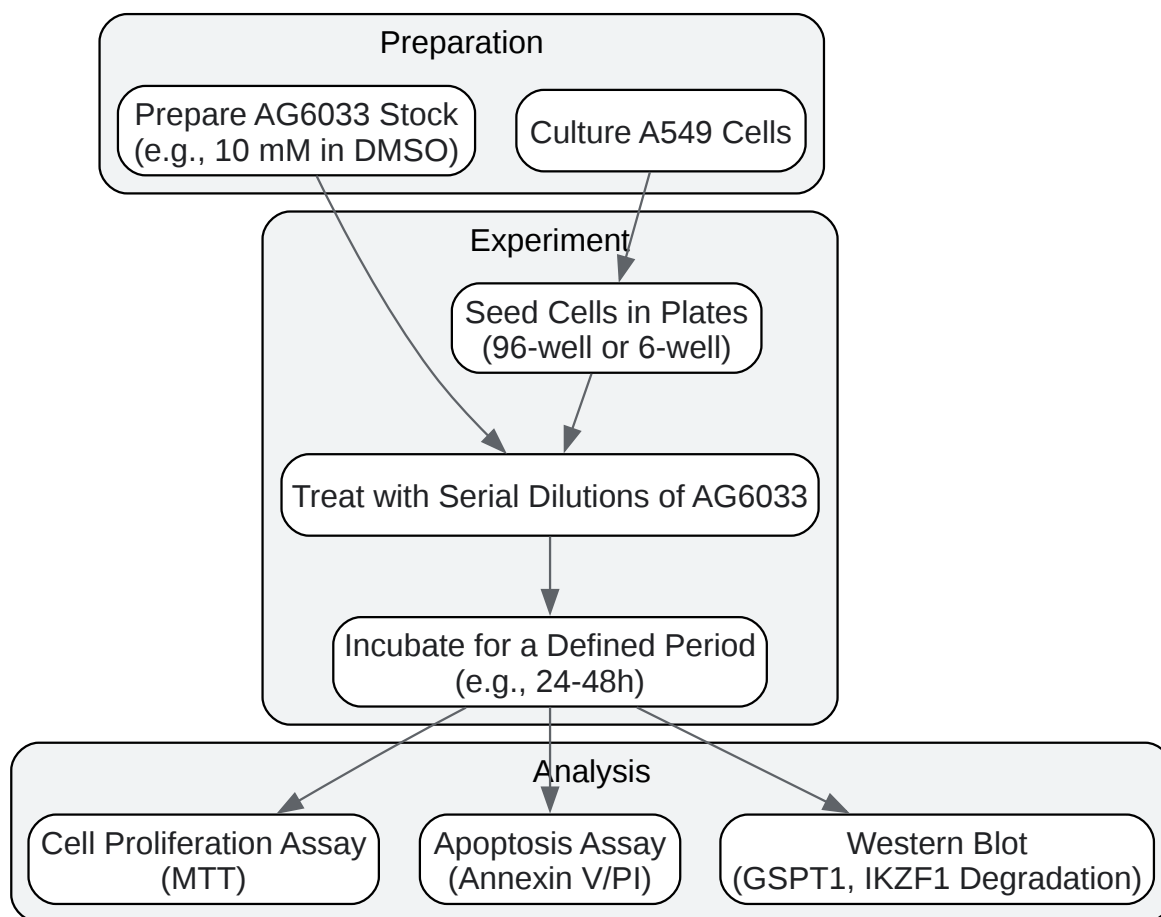 Preparation
Prepare AG6033 Stock
(e.g., 10 mM in DMSO)
Culture A549 Cells
Experiment
Seed Cells in Plates
(96-well or 6-well)
Treat with Serial Dilutions of AG6033
Incubate for a Defined Period
(e.g., 24-48h)
Analysis
Cell Proliferation Assay
(MTT)
Apoptosis Assay
(Annexin V/PI)
Western Blot
(GSPT1, IKZF1 Degradation)